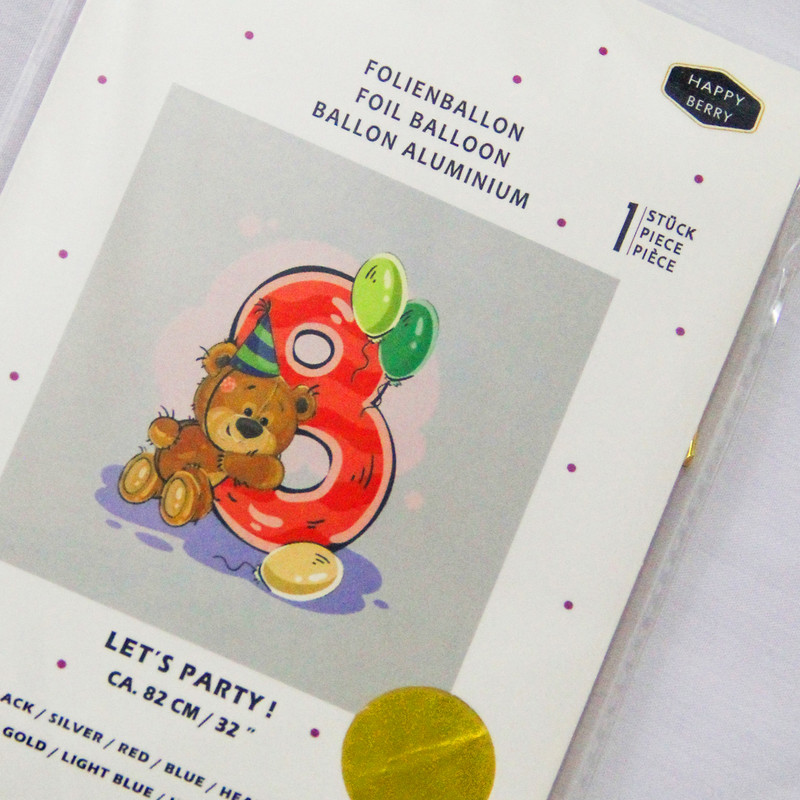 FOLIENBALLON
FOIL BALLOON
BALLON ALUMINIUM
HAPPY
BERRY
1 STÜCK
PIECE
PIÈCE
8
LET'S PARTY!
CA. 82 CM / 32 "
/ SILVER / RED / BLUE /
GOLD / LIGHT BLUE /